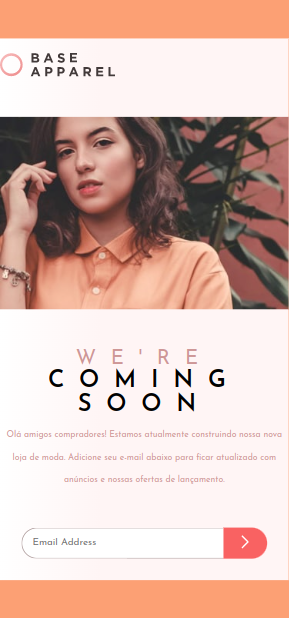 BASE
APPAREL
WE'RE
COMING
SOON
Olá amigos compradores! Estamos atualmente construindo nossa nova
loja de moda. Adicione seu e-mail abaixo para ficar atualizado com
anúncios e nossas ofertas de lançamento.
Email Address